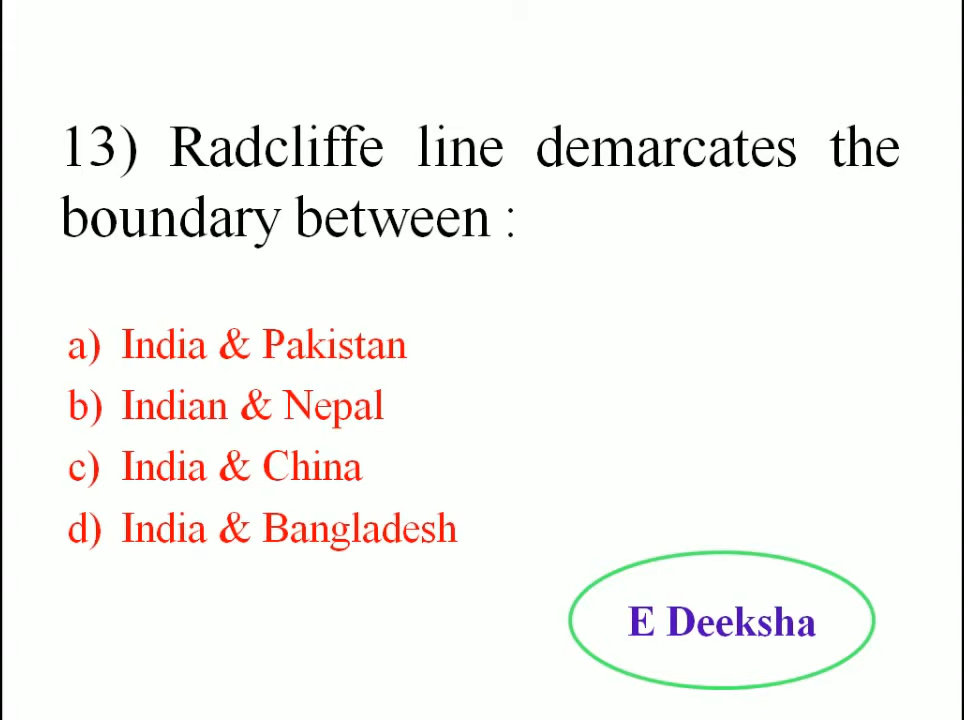 13) Radcliffe line demarcates the
boundary between :
a) India & Pakistan
b) Indian & Nepal
c) India & China
d) India & Bangladesh
E Deeksha